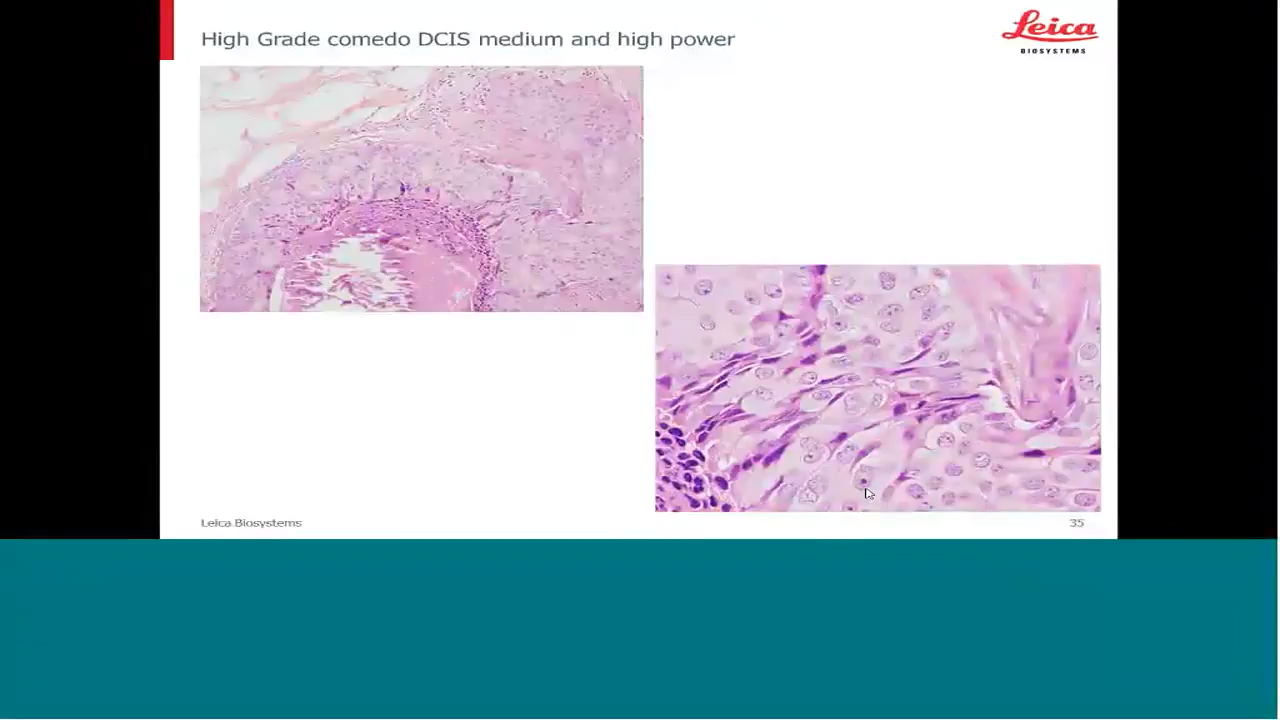 High Grade comedo DCIS medium and high power
Leica
BIOSYSTEMS
Leica Biosystems
35